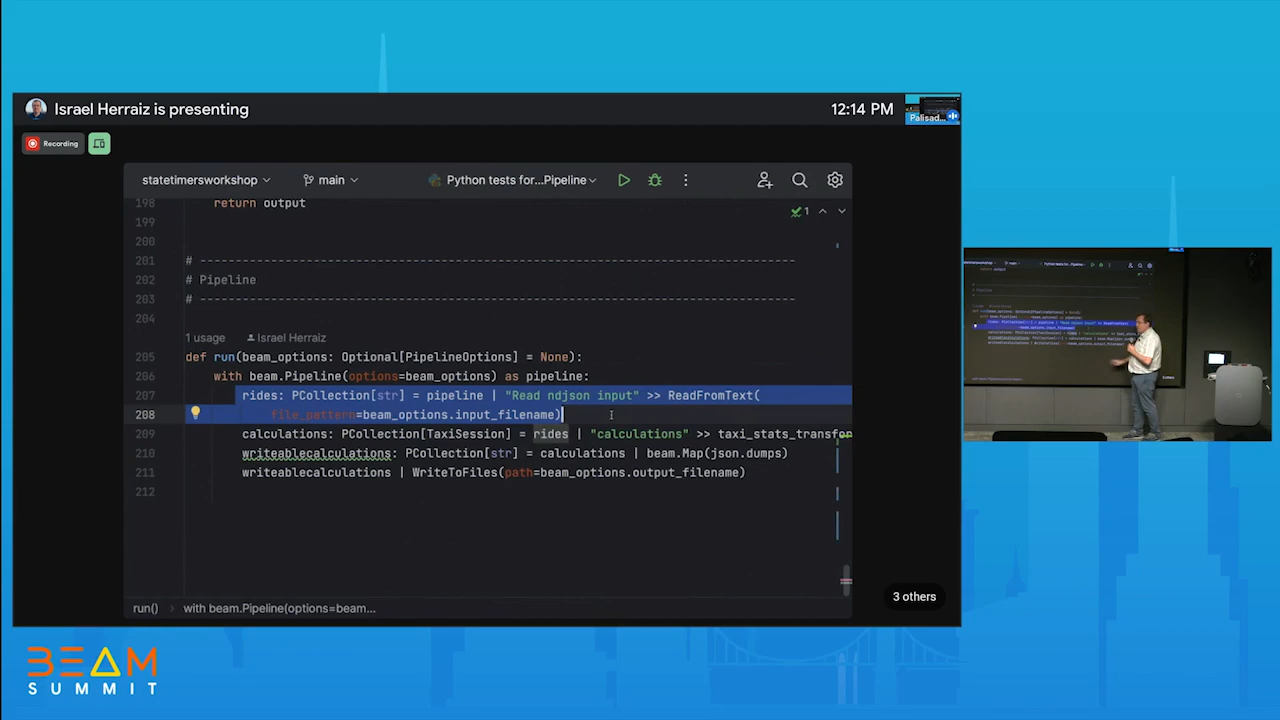 Israel Herraiz is presenting
12:14 PM
Palisad...
Recording
statetimersworkshop
main
Python tests for...Pipeline
198 return output
1
199
200
201 # ------------------------------------------------------------------------------------
202 # Pipeline
203 # ------------------------------------------------------------------------------------
204
1 usage Israel Herraiz
205 def run(beam_options: Optional[PipelineOptions] = None):
206 with beam.Pipeline(options=beam_options) as pipeline:
207 rides: PCollection[str] = pipeline | "Read ndjson input" >> ReadFromText(
208 file_pattern=beam_options.input_filename)
209 calculations: PCollection[TaxiSession] = rides | "calculations" >> taxi_stats_transfor
210 writeablecalculations: PCollection[str] = calculations | beam.Map(json.dumps)
211 writeablecalculations | WriteToFiles(path=beam_options.output_filename)
212
3 others
run() > with beam.Pipeline(options=beam...
BEAM
SUMMIT